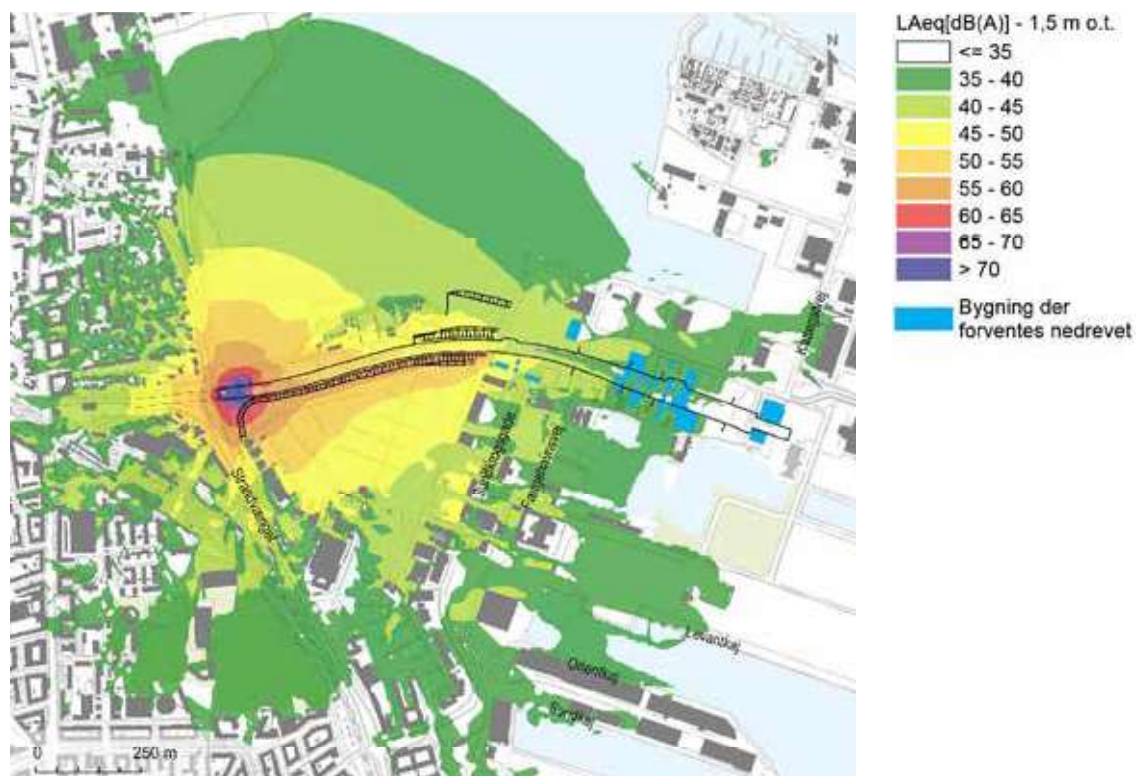 LAeq[dB(A)] - 1,5 m o.t.
<= 35
35 - 40
40 - 45
45 - 50
50 - 55
55 - 60
60 - 65
65 - 70
> 70
Bygning der
forventes nedrevet
N
Strandvænget
Levantkaj
Orientkaj
0
250 m